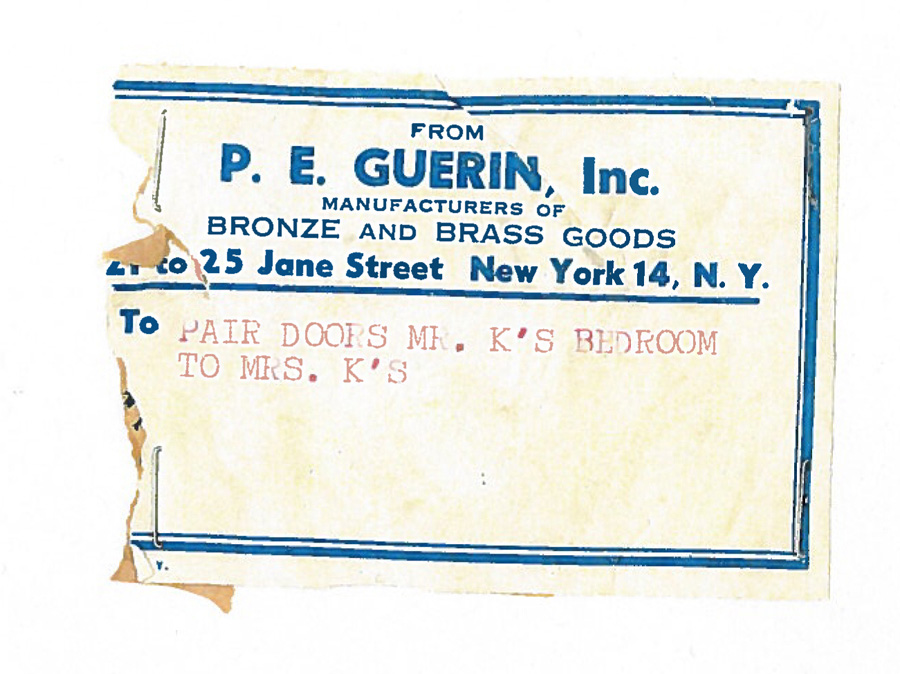 FROM
P. E. GUERIN, Inc.
MANUFACTURERS OF
BRONZE AND BRASS GOODS
21 to 25 Jane Street New York 14, N. Y.
To PAIR DOORS MR. K'S BEDROOM
TO MRS. K'S
Y.